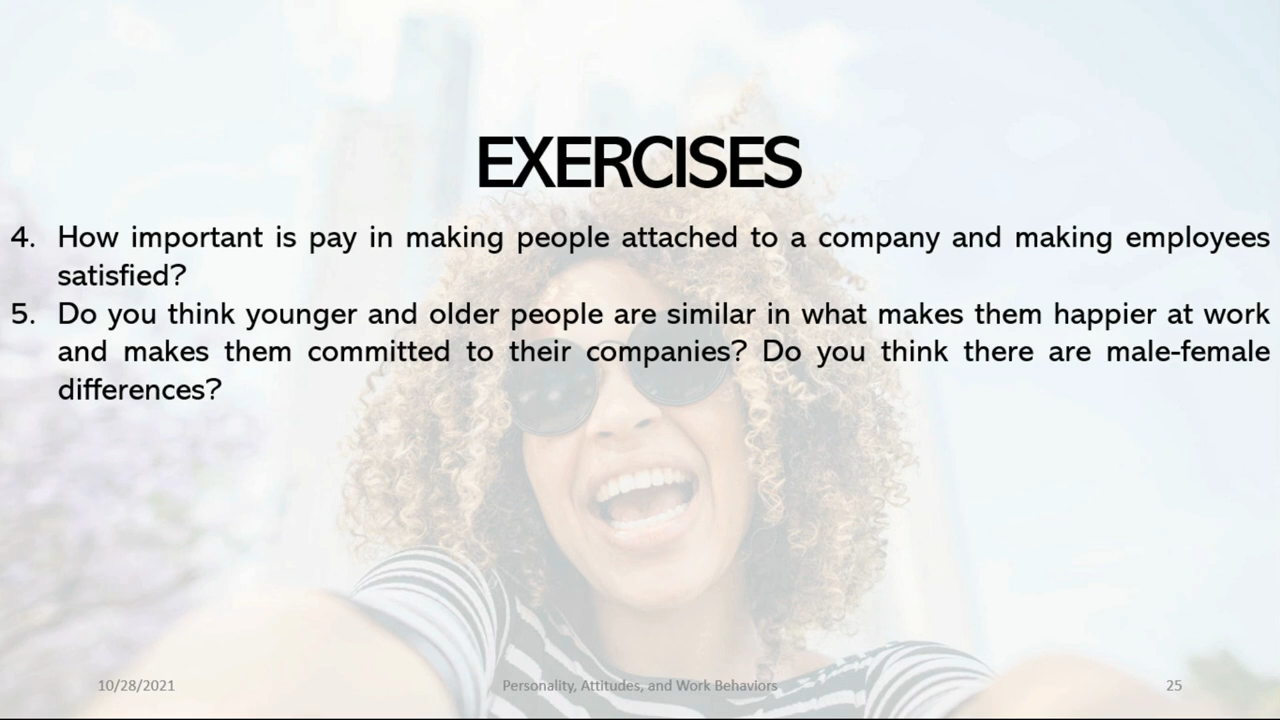 EXERCISES
4. How important is pay in making people attached to a company and making employees
satisfied?
5. Do you think younger and older people are similar in what makes them happier at work
and makes them committed to their companies? Do you think there are male-female
differences?
10/28/2021 Personality, Attitudes, and Work Behaviors 25